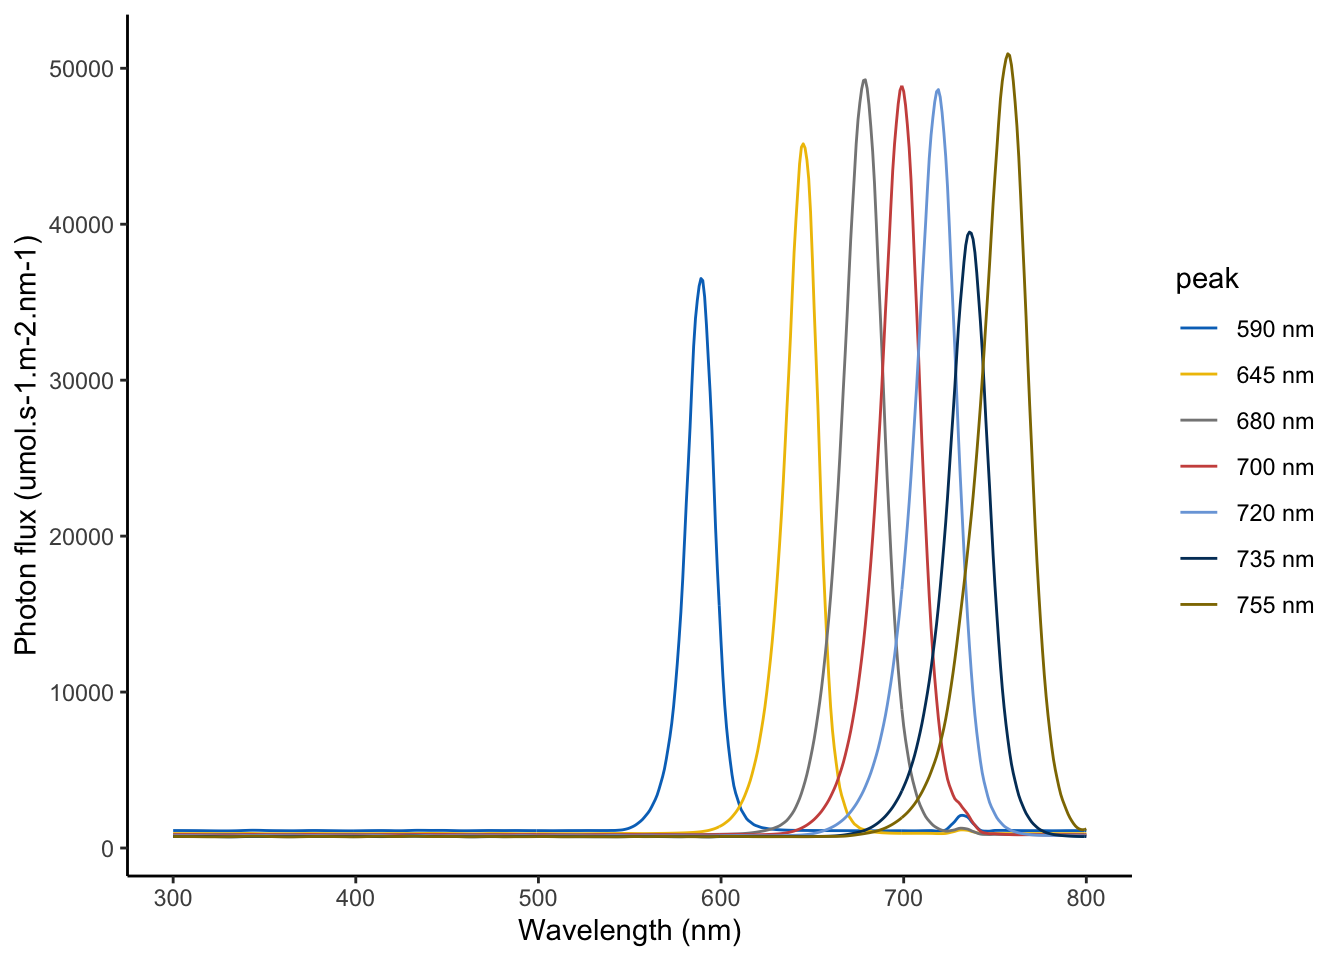 50000
40000
30000
20000
10000
0
Photon flux (umol.s-1.m-2.nm-1)
300 400 500 600 700 800
Wavelength (nm)
peak
590 nm
645 nm
680 nm
700 nm
720 nm
735 nm
755 nm